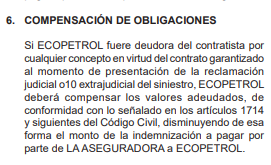 6. COMPENSACIÓN DE OBLIGACIONES
Si ECOPETROL fuere deudora del contratista por
cualquier concepto en virtud del contrato garantizado
al momento de presentación de la reclamación
judicial o10 extrajudicial del siniestro, ECOPETROL
deberá compensar los valores adeudados, de
conformidad con lo señalado en los artículos 1714
y siguientes del Código Civil, disminuyendo de esa
forma el monto de la indemnización a pagar por
parte de LA ASEGURADORA a ECOPETROL.